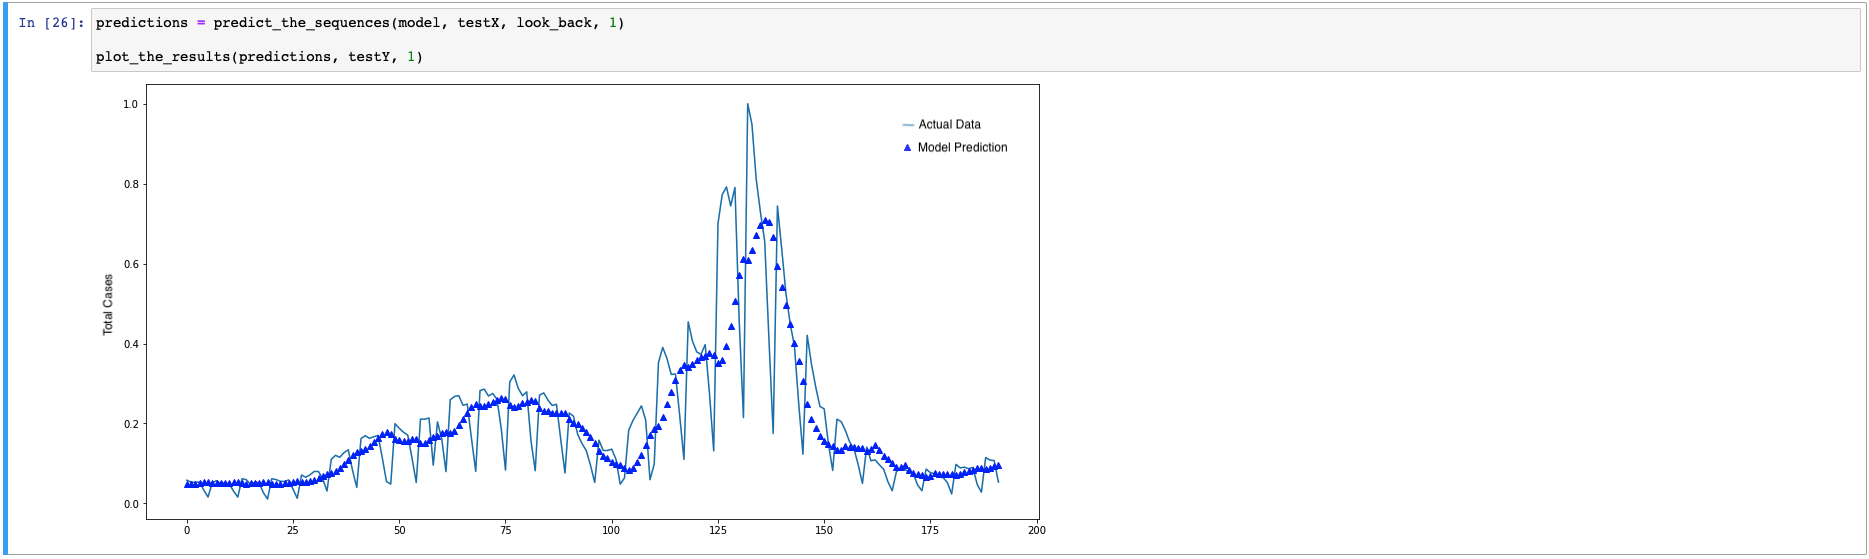 In [26]: predictions = predict_the_sequences(model, testX, look_back, 1)
plot_the_results(predictions, testY, 1)
1.0
Actual Data
Model Prediction
0.8
0.6
Total Cases
0.4
0.2
0.0
0 25 50 75 100 125 150 175 200